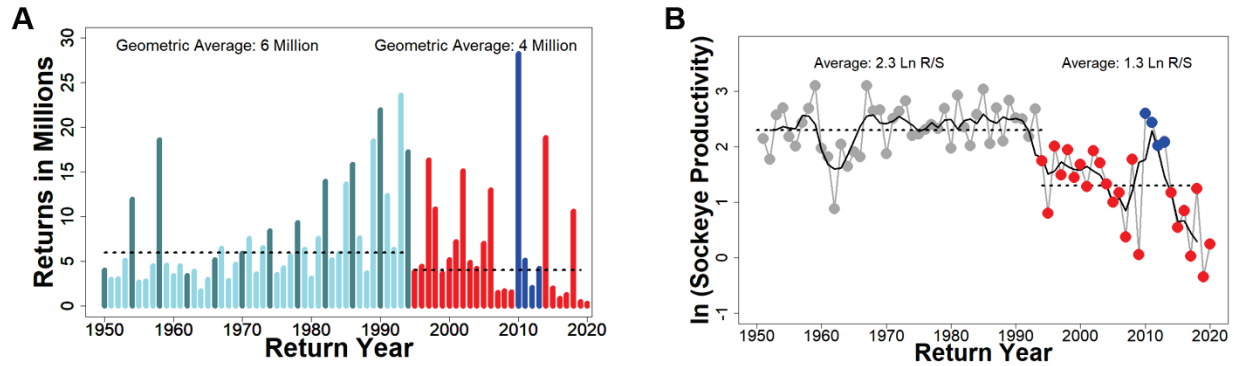 A
Geometric Average: 6 Million
Geometric Average: 4 Million
Returns in Millions
30
25
20
15
10
5
0
1950 1960 1970 1980 1990 2000 2010 2020
Return Year
B
Average: 2.3 Ln R/S
Average: 1.3 Ln R/S
ln (Sockeye Productivity)
3
2
1
0
-1
1950 1960 1970 1980 1990 2000 2010 2020
Return Year